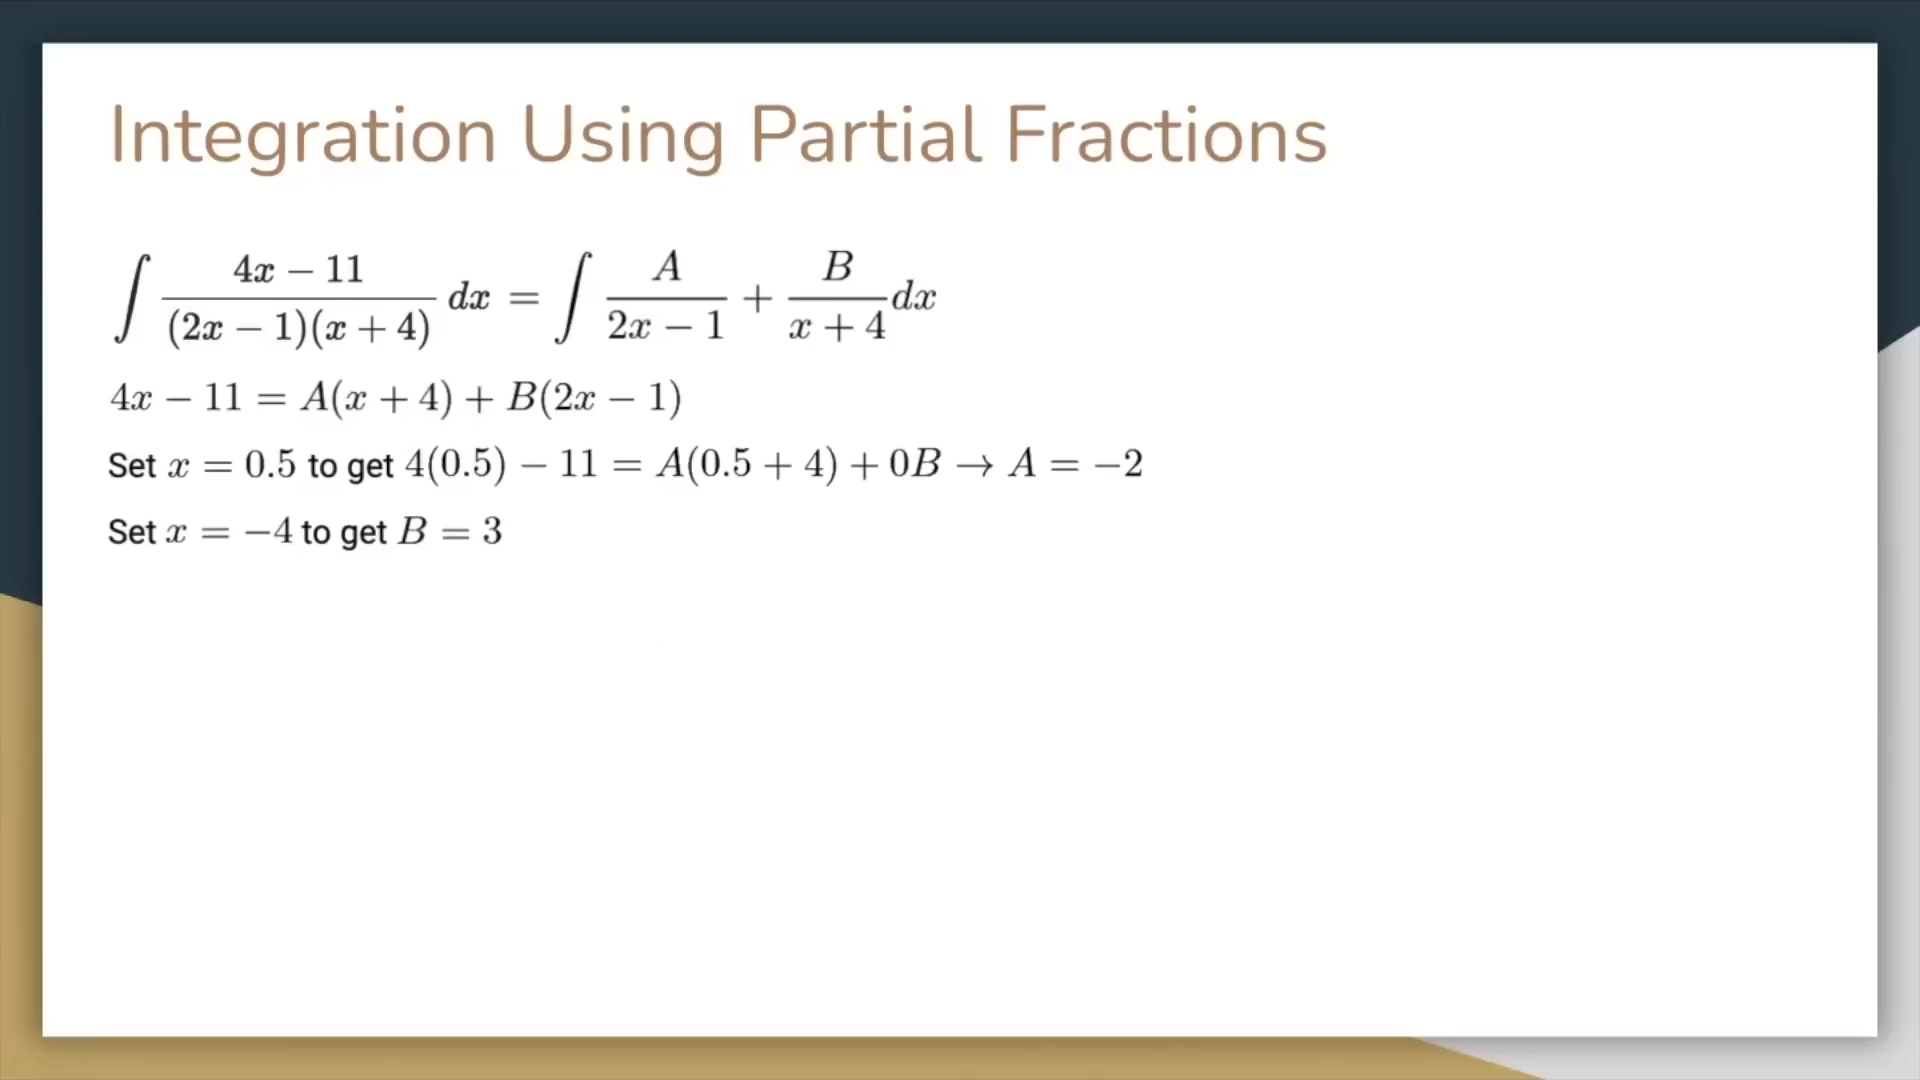 Integration Using Partial Fractions
∫ (4x − 11)/((2x − 1)(x + 4)) dx = ∫ A/(2x − 1) + B/(x + 4) dx
4x − 11 = A(x + 4) + B(2x − 1)
Set x = 0.5 to get 4(0.5) − 11 = A(0.5 + 4) + 0B → A = −2
Set x = −4 to get B = 3